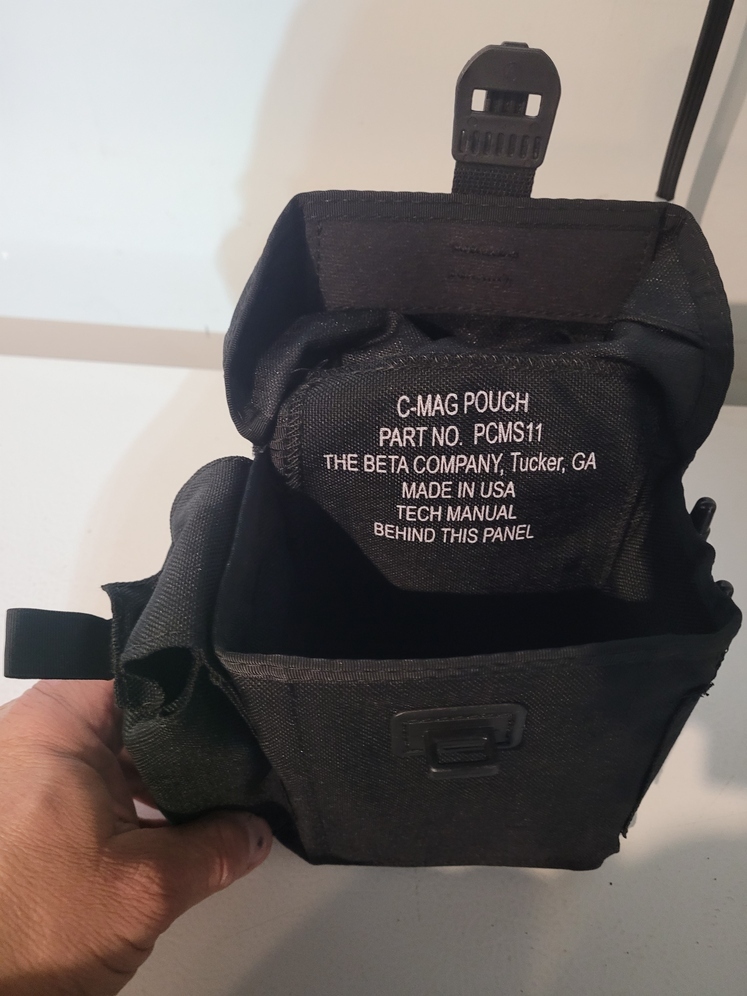 C-MAG POUCH
PART NO. PCMS11
THE BETA COMPANY, Tucker, GA
MADE IN USA
TECH MANUAL
BEHIND THIS PANEL